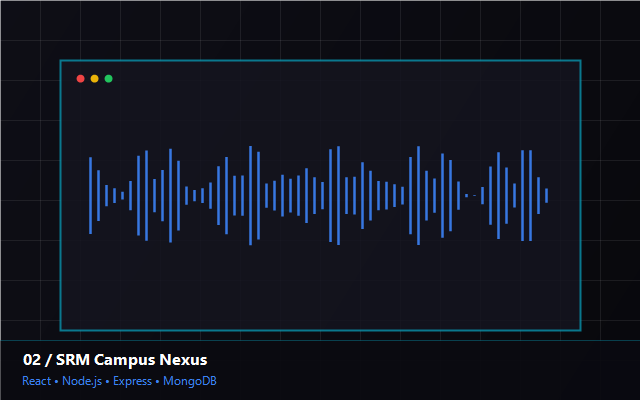 02 / SRM Campus Nexus
React • Node.js • Express • MongoDB